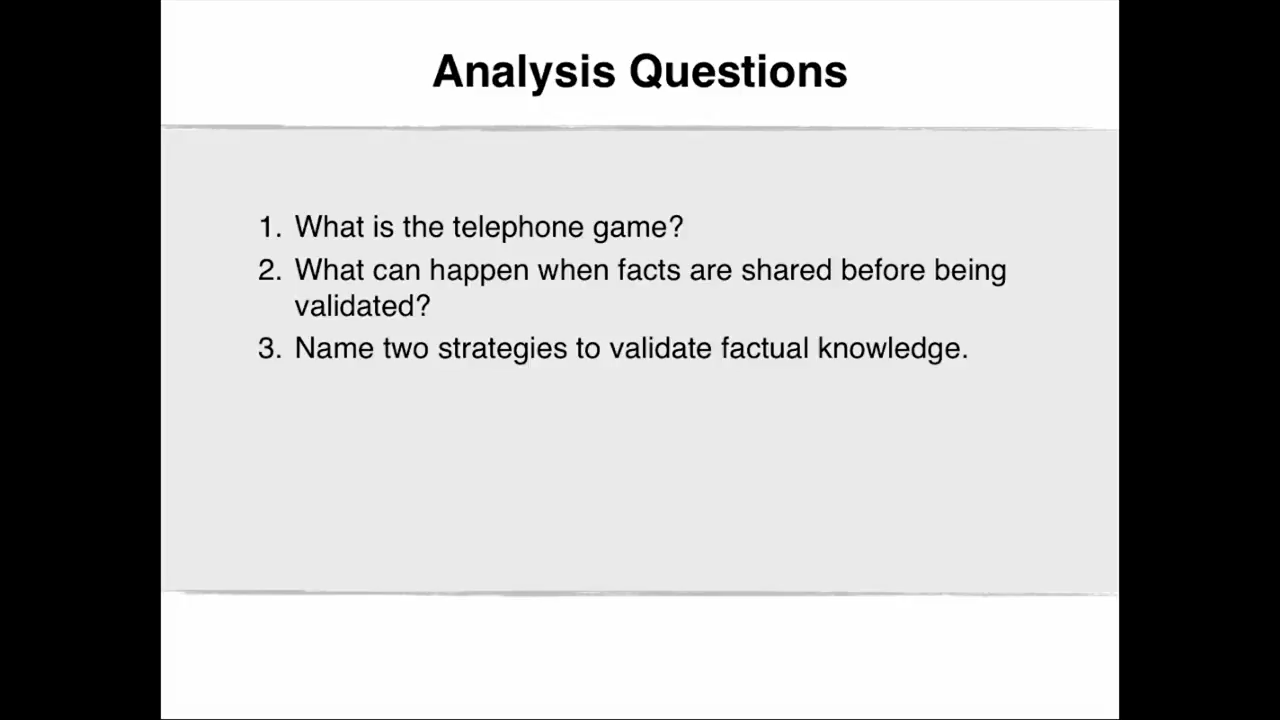 Analysis Questions
1. What is the telephone game?
2. What can happen when facts are shared before being
validated?
3. Name two strategies to validate factual knowledge.